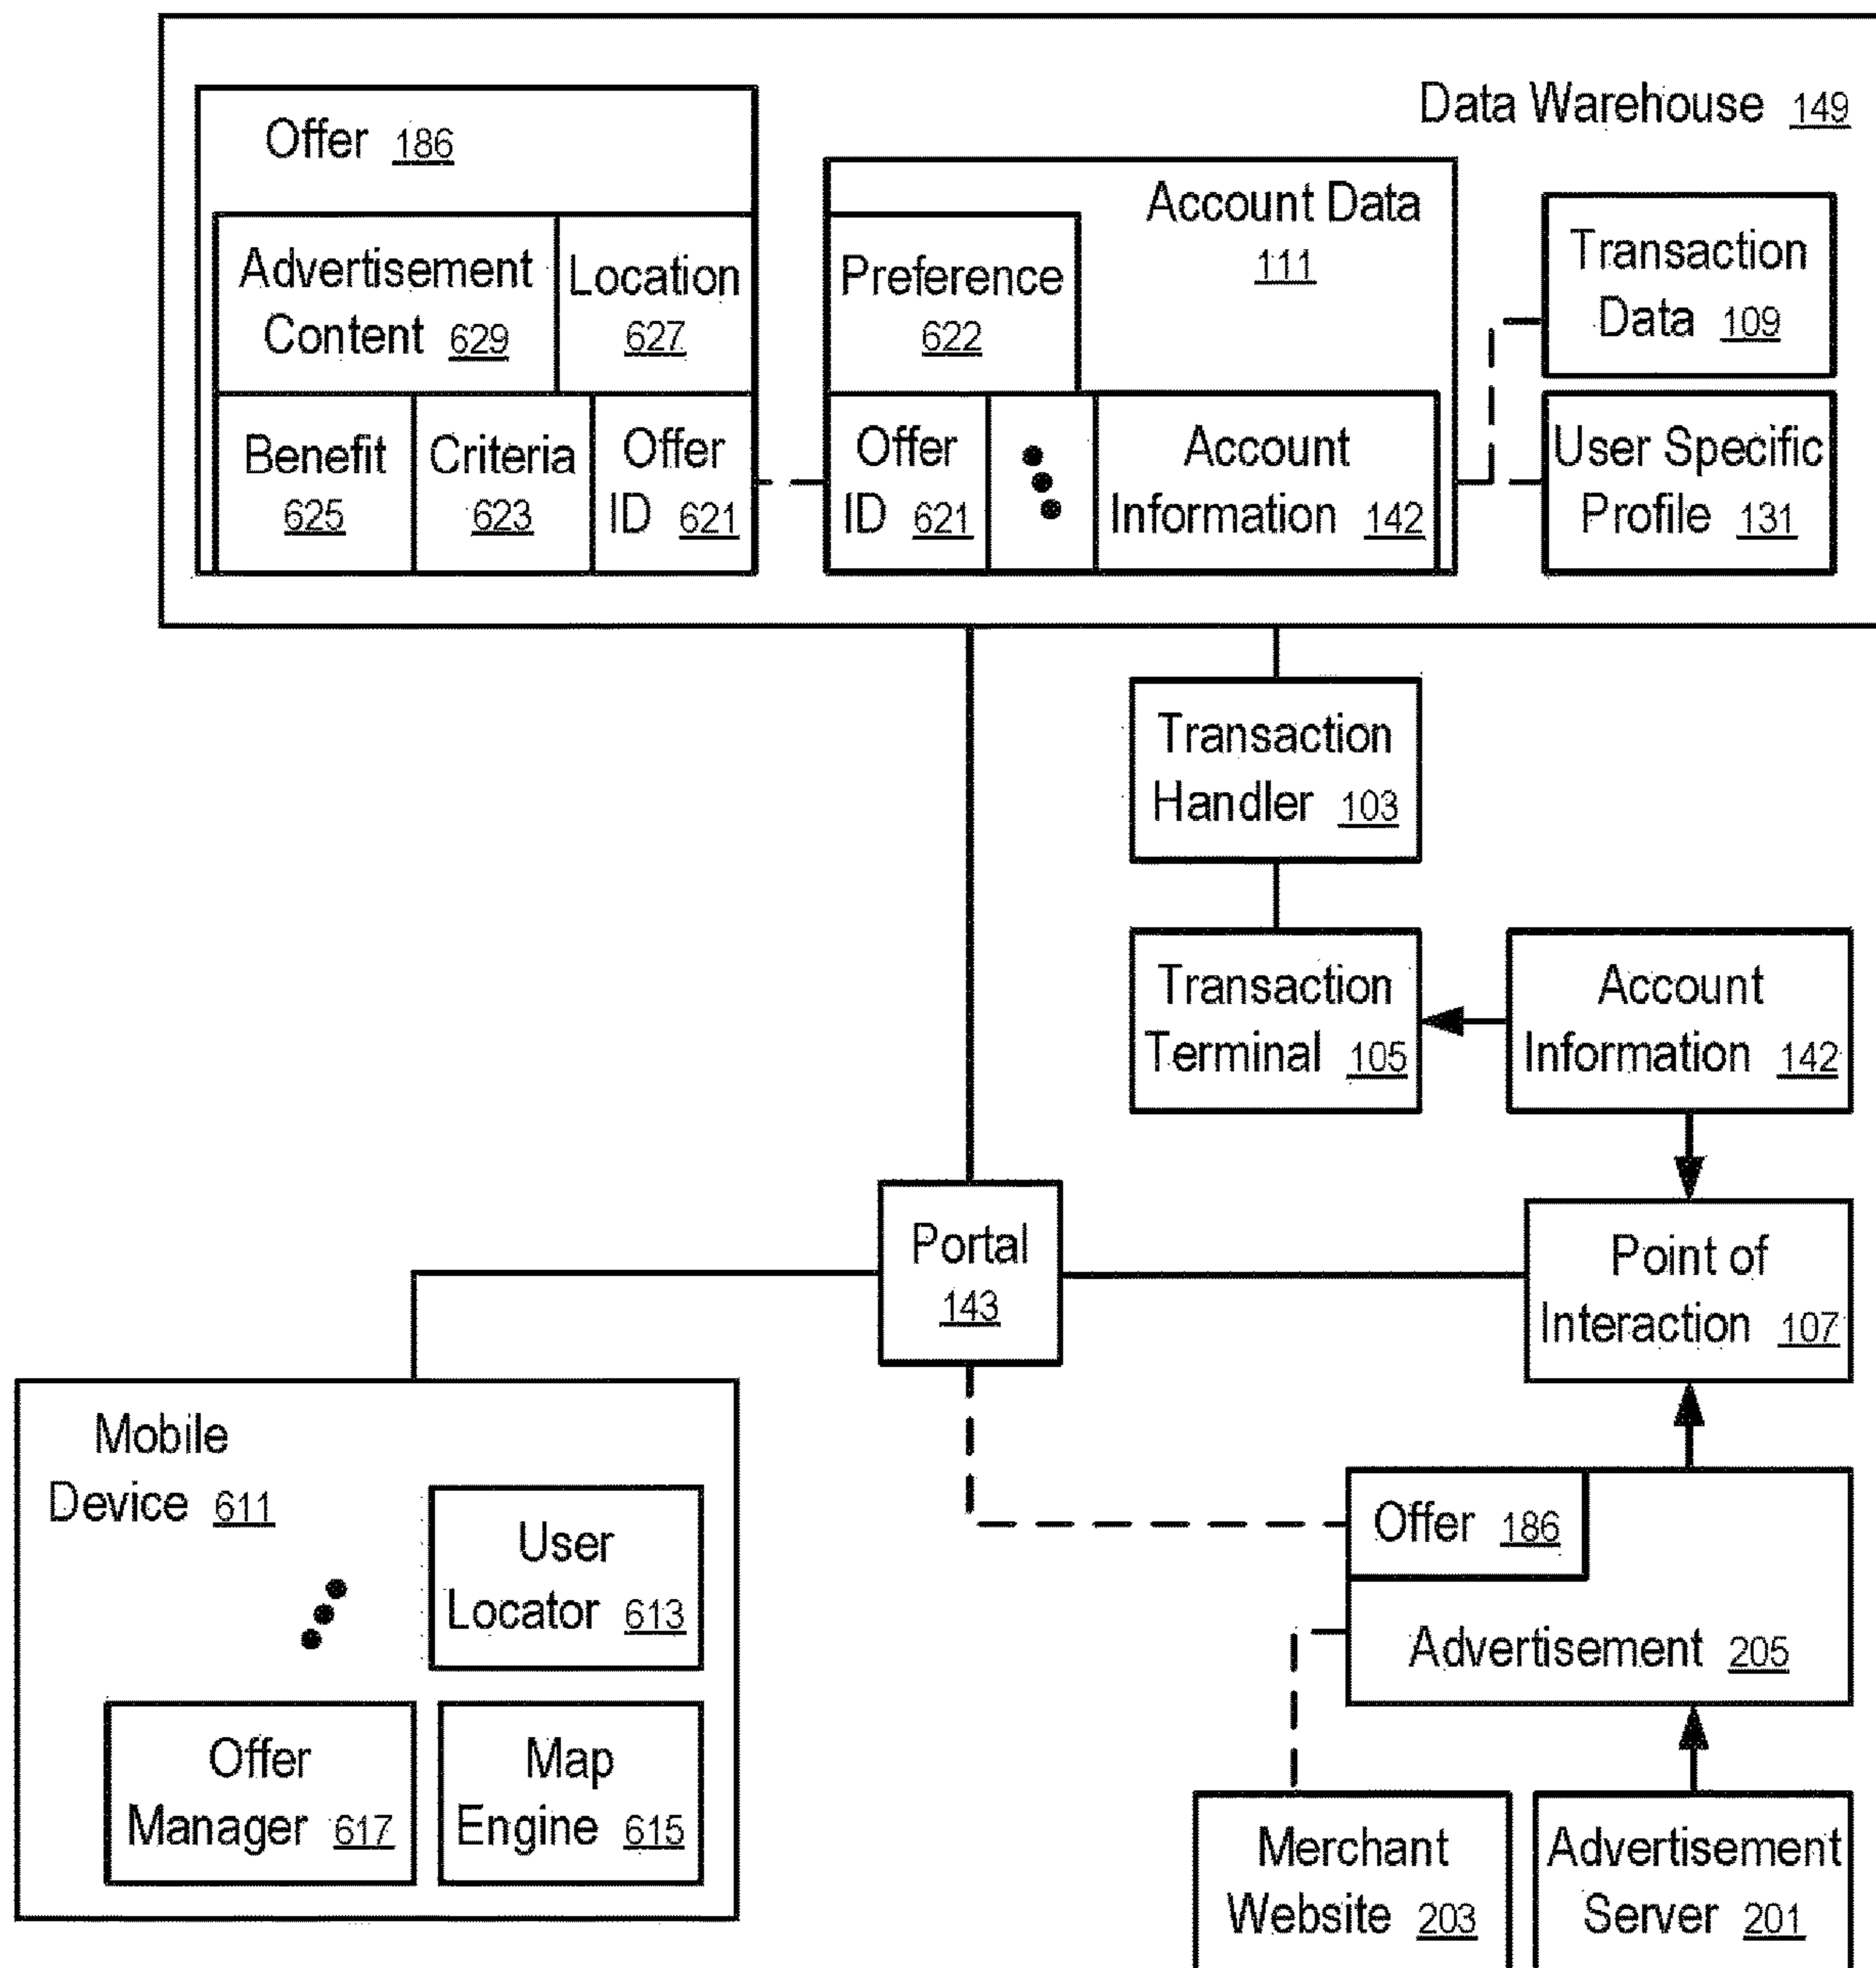 Data Warehouse 149
Offer 186
Advertisement
Content 629
Location
627
Benefit
625
Criteria
623
Offer
ID 621
Account Data
111
Preference
622
Offer
ID 621
Account
Information 142
Transaction
Data 109
User Specific
Profile 131
Transaction
Handler 103
Transaction
Terminal 105
Account
Information 142
Portal
143
Point of
Interaction 107
Mobile
Device 611
User
Locator 613
Offer
Manager 617
Map
Engine 615
Offer 186
Advertisement 205
Merchant
Website 203
Advertisement
Server 201